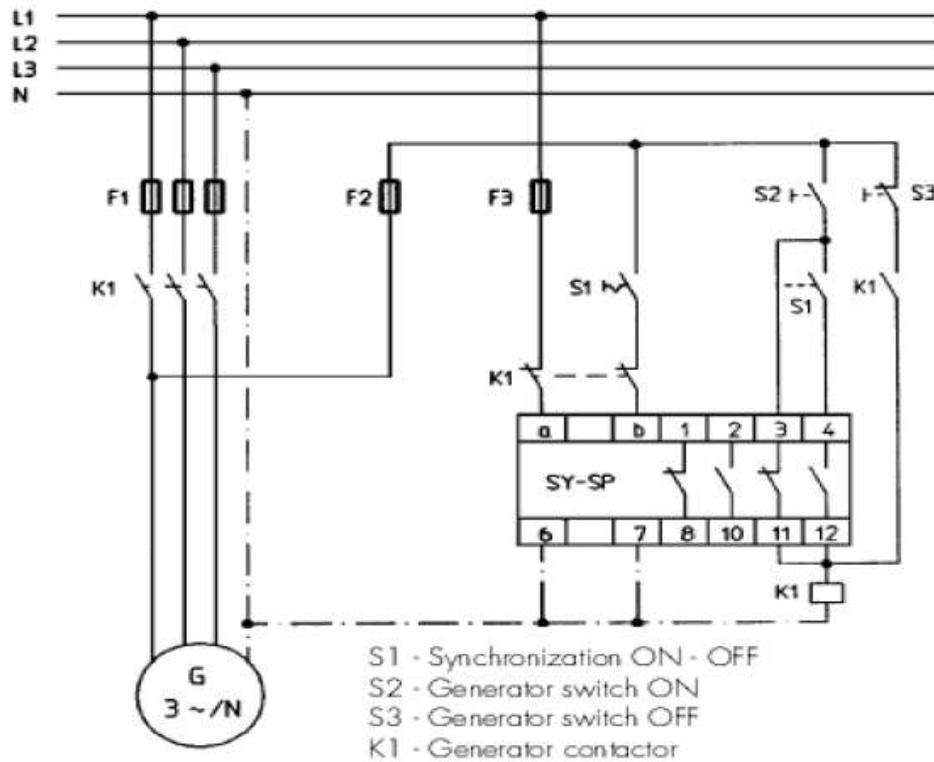 L1
L2
L3
N
F1
F2
F3
S2
S3
K1
S1
S1
K1
K1
a b 1 2 3 4
SY-SP
6 7 8 10 11 12
K1
G
3 ~/N
S1 - Synchronization ON - OFF
S2 - Generator switch ON
S3 - Generator switch OFF
K1 - Generator contactor